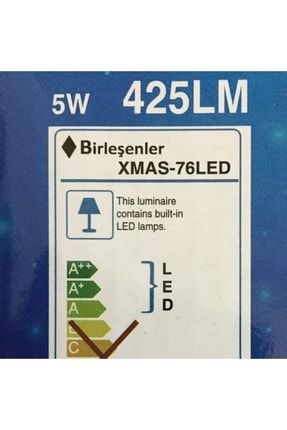 5W 425LM
Birleşenler
XMAS-76LED
This luminaire
contains built-in
LED lamps.
A++
A+
A
C
L
E
D